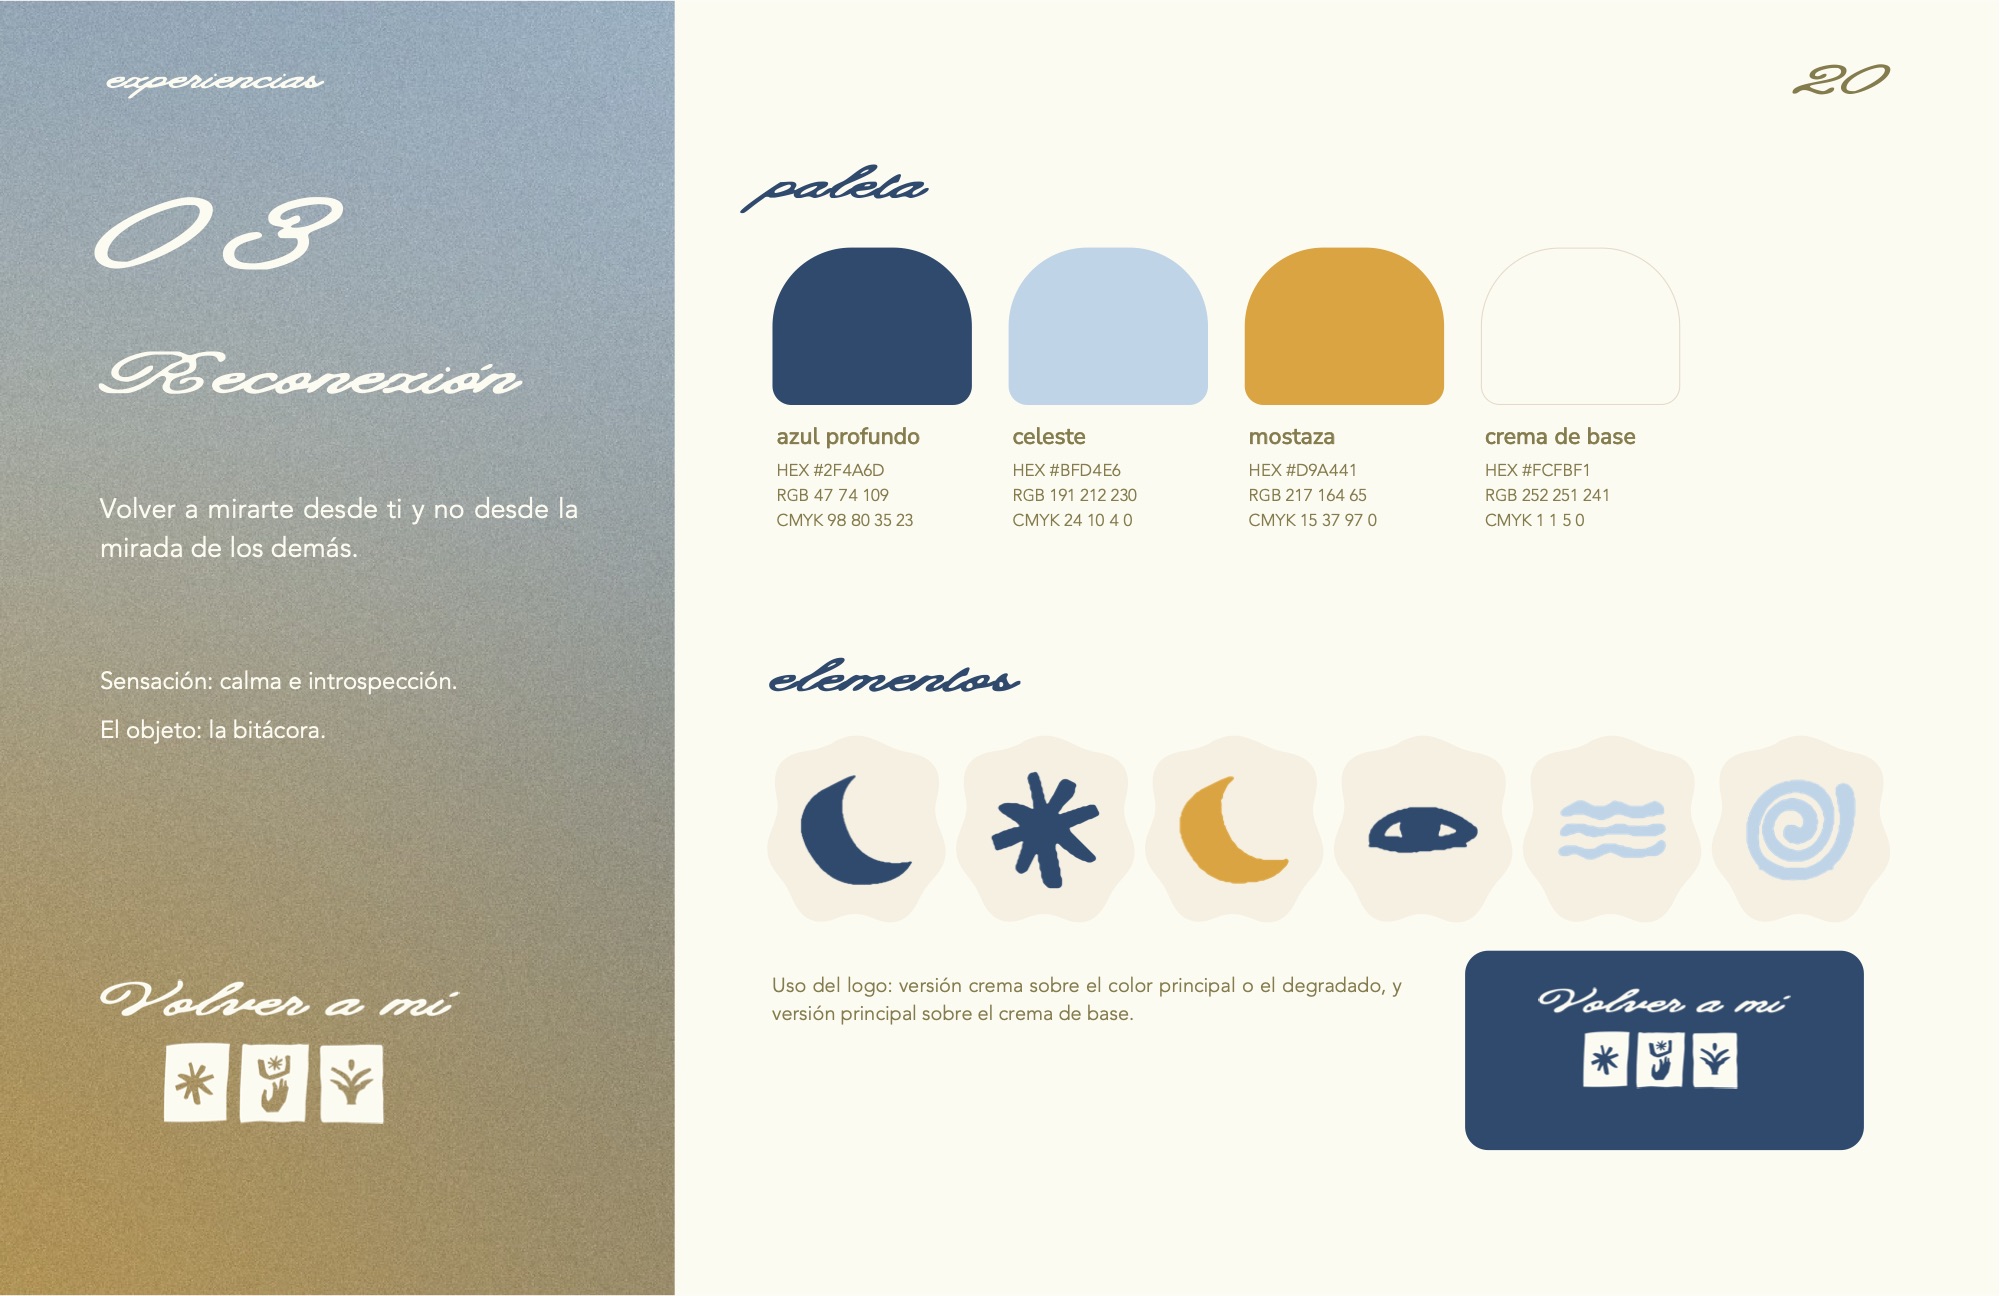 experiencias
20
03
Reconexión
Volver a mirarte desde ti y no desde la
mirada de los demás.
Sensación: calma e introspección.
El objeto: la bitácora.
Volver a mí
paleta
azul profundo
HEX #2F4A6D
RGB 47 74 109
CMYK 98 80 35 23
celeste
HEX #BFD4E6
RGB 191 212 230
CMYK 24 10 4 0
mostaza
HEX #D9A441
RGB 217 164 65
CMYK 15 37 97 0
crema de base
HEX #FCFBF1
RGB 252 251 241
CMYK 1 1 5 0
elementos
Uso del logo: versión crema sobre el color principal o el degradado, y
versión principal sobre el crema de base.
Volver a mí